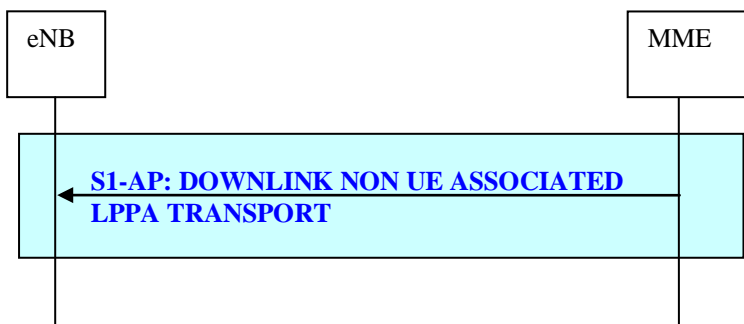 eNB
MME
S1-AP: DOWNLINK NON UE ASSOCIATED
LPPA TRANSPORT